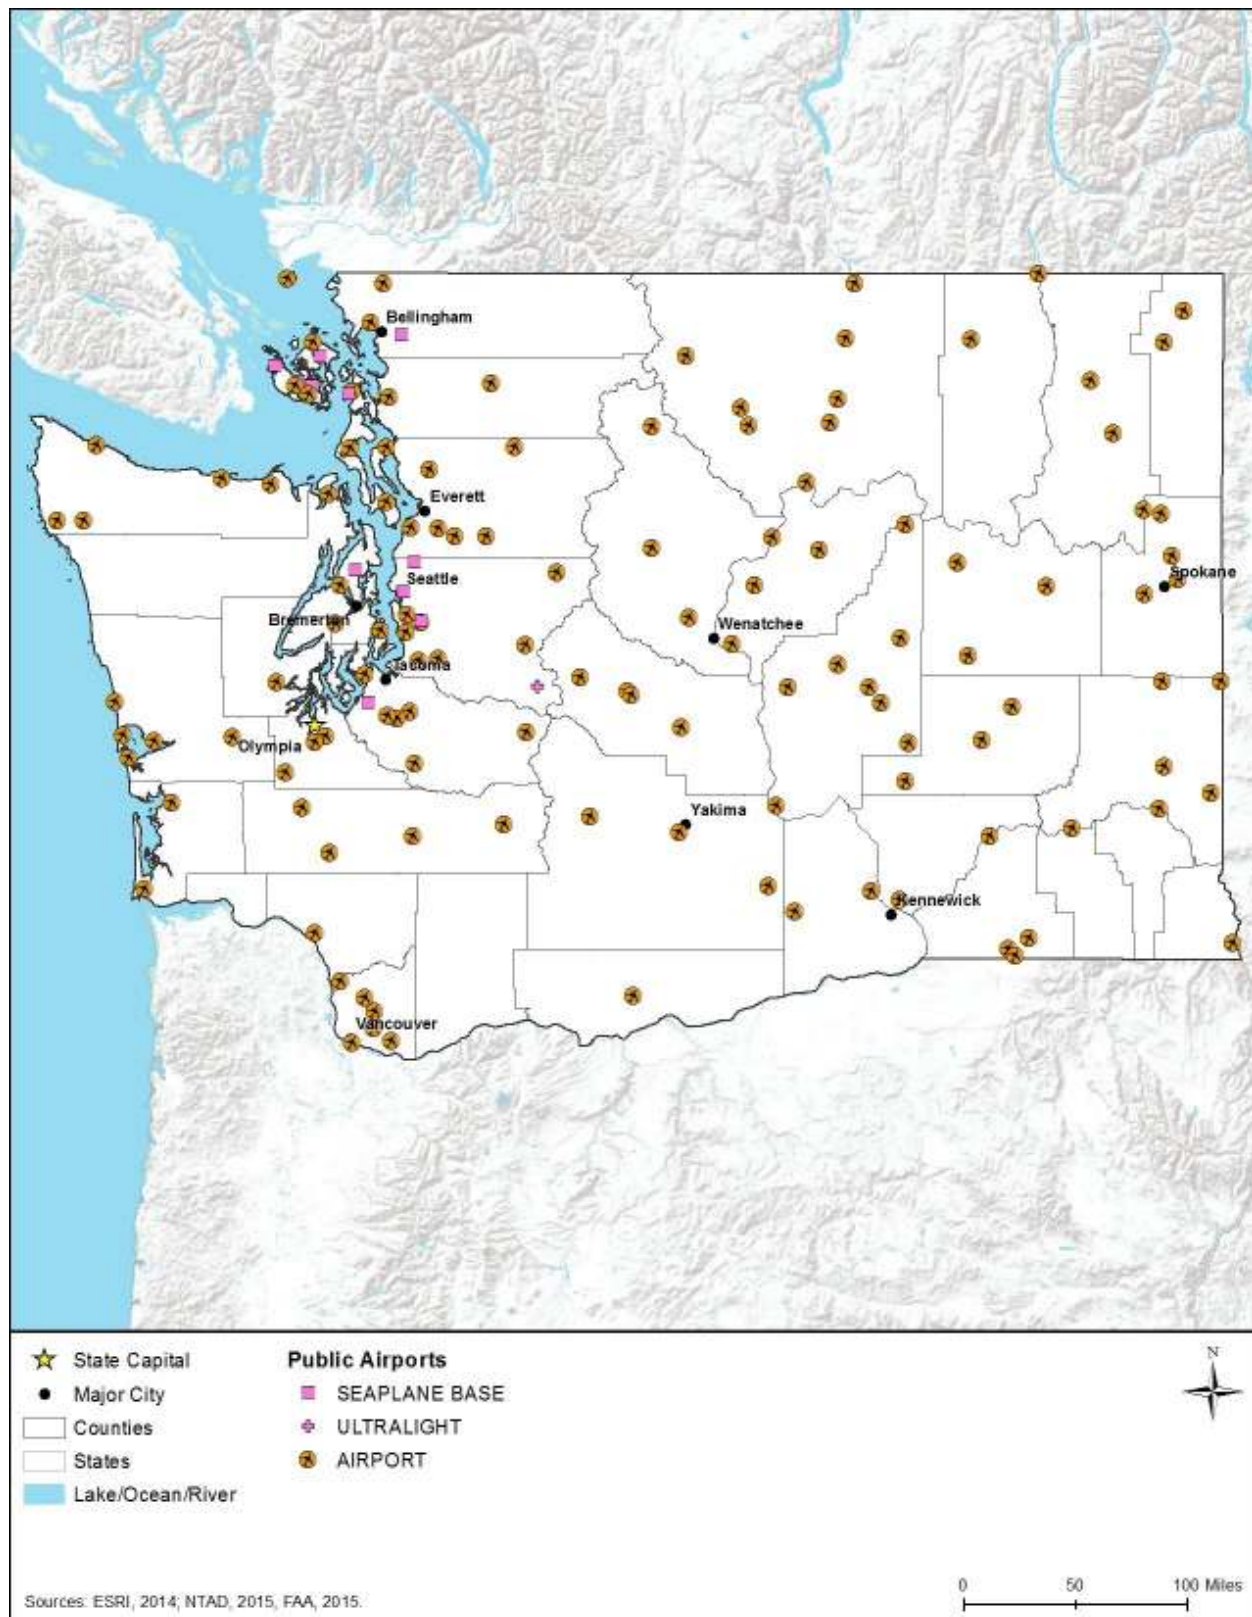 Bellingham
Everett
Seattle
Spokane
Bremerton
Wenatchee
Tacoma
Olympia
Yakima
Kennewick
Vancouver
State Capital
Major City
Counties
States
Lake/Ocean/River
Public Airports
SEAPLANE BASE
ULTRALIGHT
AIRPORT
N
Sources: ESRI, 2014; NTAD, 2015, FAA, 2015.
0 50 100 Miles